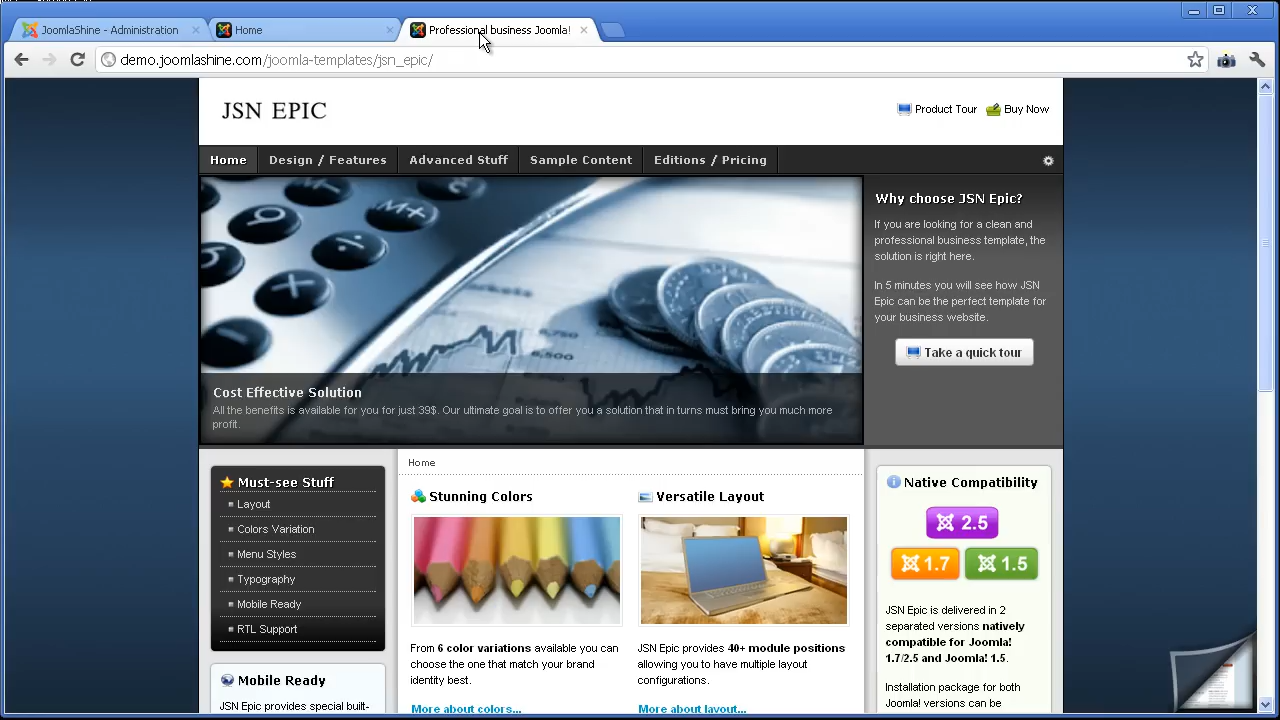 JoomlaShine - Administration
Home
Professional business Joomla!
demo.joomlashine.com/joomla-templates/jsn_epic/
JSN EPIC
Product Tour
Buy Now
Home
Design / Features
Advanced Stuff
Sample Content
Editions / Pricing
9
M+
Cost Effective Solution
All the benefits is available for you for just 39$. Our ultimate goal is to offer you a solution that in turns must bring you much more
profit.
Why choose JSN Epic?
If you are looking for a clean and
professional business template, the
solution is right here.
In 5 minutes you will see how JSN
Epic can be the perfect template for
your business website.
Take a quick tour
Must-see Stuff
Layout
Colors Variation
Menu Styles
Typography
Mobile Ready
RTL Support
Mobile Ready
JSN Epic provides special built-
Home
Stunning Colors
From 6 color variations available you can
choose the one that match your brand
identity best.
More about colors...
Versatile Layout
JSN Epic provides 40+ module positions
allowing you to have multiple layout
configurations.
More about layout...
Native Compatibility
2.5
1.7
1.5
JSN Epic is delivered in 2
separated versions natively
compatible for Joomla!
1.7/2.5 and Joomla! 1.5.
Installation package for both
Joomla versions can be